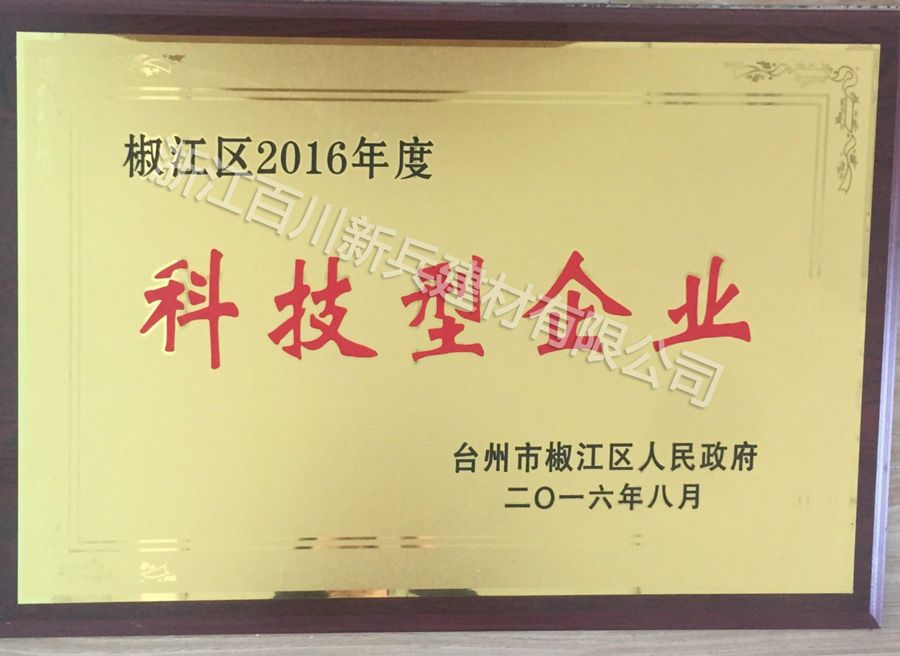 椒江区2016年度
科技型企业
台州市椒江区人民政府
二〇一六年八月
浙江百川新兵建材有限公司